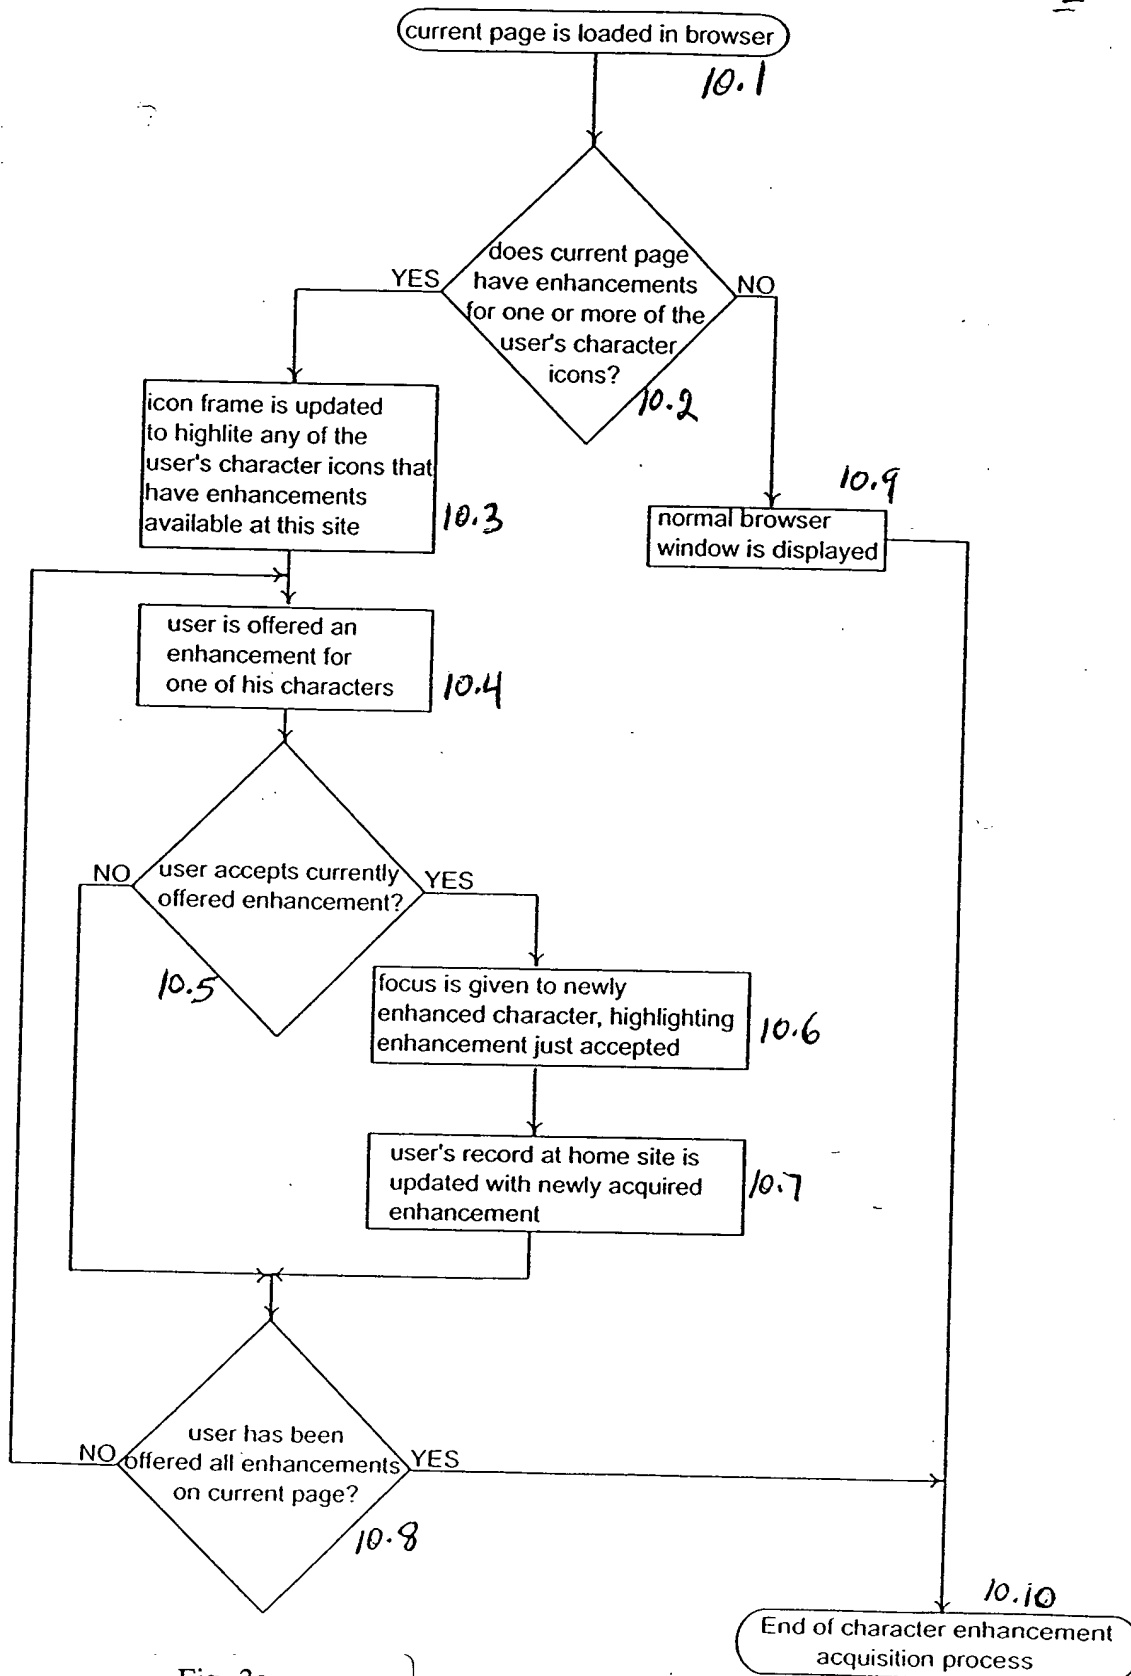 current page is loaded in browser
10.1
does current page
have enhancements
for one or more of the
user's character
icons?
YES
NO
10.2
icon frame is updated
to highlite any of the
user's character icons that
have enhancements
available at this site
10.3
10.9
normal browser
window is displayed
user is offered an
enhancement for
one of his characters
10.4
user accepts currently
offered enhancement?
NO
YES
10.5
focus is given to newly
enhanced character, highlighting
enhancement just accepted
10.6
user's record at home site is
updated with newly acquired
enhancement
10.7
user has been
offered all enhancements
on current page?
NO
YES
10.8
10.10
End of character enhancement
acquisition process